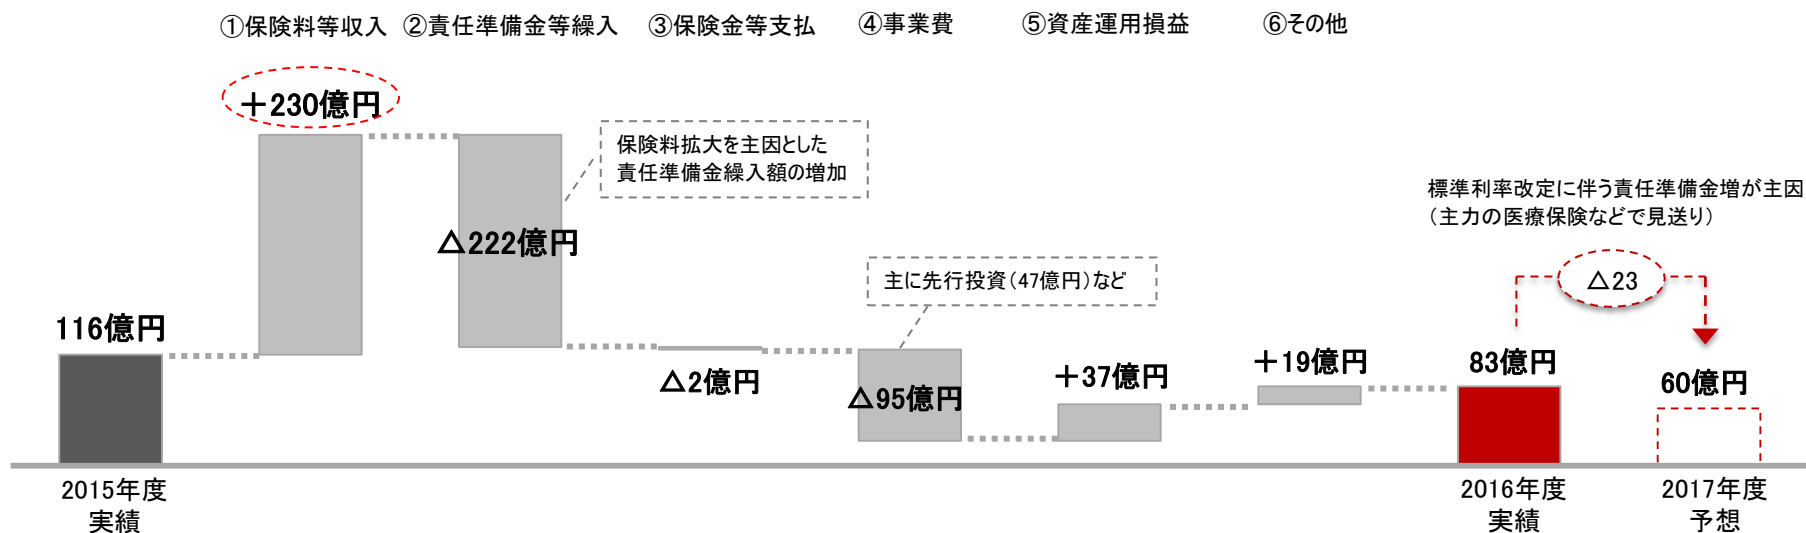 ①保険料等収入
②責任準備金等繰入
③保険金等支払
④事業費
⑤資産運用損益
⑥その他
＋230億円
保険料拡大を主因とした
責任準備金繰入額の増加
標準利率改定に伴う責任準備金増が主因
（主力の医療保険などで見送り）
△222億円
主に先行投資（47億円）など
△23
116億円
△2億円
△95億円
＋37億円
＋19億円
83億円
60億円
2015年度
実績
2016年度
実績
2017年度
予想